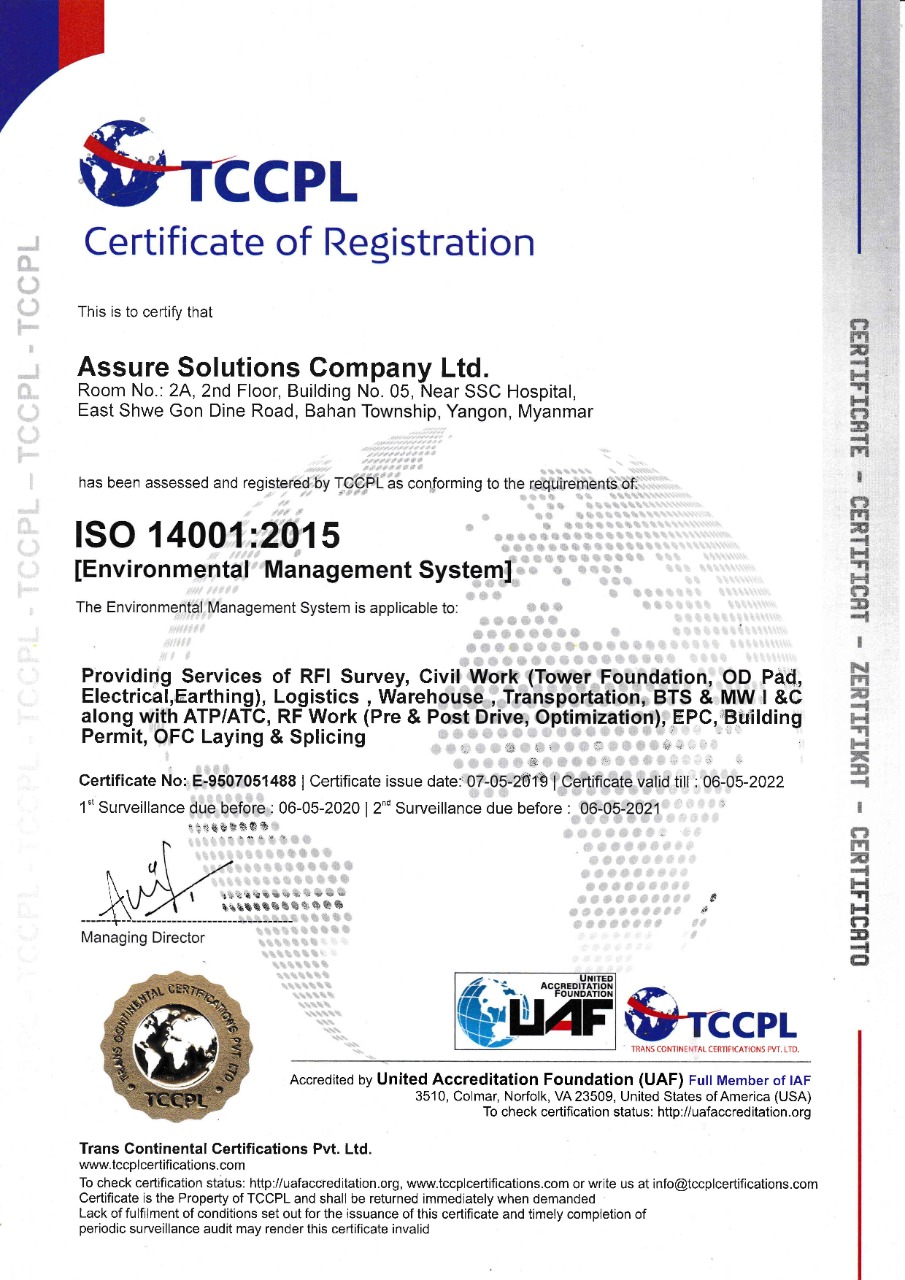 TCCPL
Certificate of Registration
This is to certify that
Assure Solutions Company Ltd.
Room No.: 2A, 2nd Floor, Building No. 05, Near SSC Hospital,
East Shwe Gon Dine Road, Bahan Township, Yangon, Myanmar
has been assessed and registered by TCCPL as conforming to the requirements of:
ISO 14001:2015
[Environmental Management System]
The Environmental Management System is applicable to:
Providing Services of RFI Survey, Civil Work (Tower Foundation, OD Pad,
Electrical,Earthing), Logistics , Warehouse , Transportation, BTS & MW I &C
along with ATP/ATC, RF Work (Pre & Post Drive, Optimization), EPC, Building
Permit, OFC Laying & Splicing
Certificate No: E-9507051488 | Certificate issue date: 07-05-2019 | Certificate valid till : 06-05-2022
1st Surveillance due before : 06-05-2020 | 2nd Surveillance due before : 06-05-2021
Managing Director
TRANS CONTINENTAL CERTIFICATIONS PVT. LTD
TCCPL
UNITED
ACCREDITATION
FOUNDATION
UAF
TCCPL
TRANS CONTINENTAL CERTIFICATIONS PVT. LTD.
Accredited by United Accreditation Foundation (UAF) Full Member of IAF
3510, Colmar, Norfolk, VA 23509, United States of America (USA)
To check certification status: http://uafaccreditation.org
Trans Continental Certifications Pvt. Ltd.
www.tccplcertifications.com
To check certification status: http://uafaccreditation.org, www.tccplcertifications.com or write us at info@tccplcertifications.com
Certificate is the Property of TCCPL and shall be returned immediately when demanded
Lack of fulfilment of conditions set out for the issuance of this certificate and timely completion of
periodic surveillance audit may render this certificate invalid
TCCPL - TCCPL - TCCPL – TCCPL - TCCPL
CERTIFICATE - CERTIFICAT - ZERTIFIKAT - CERTIFICATO